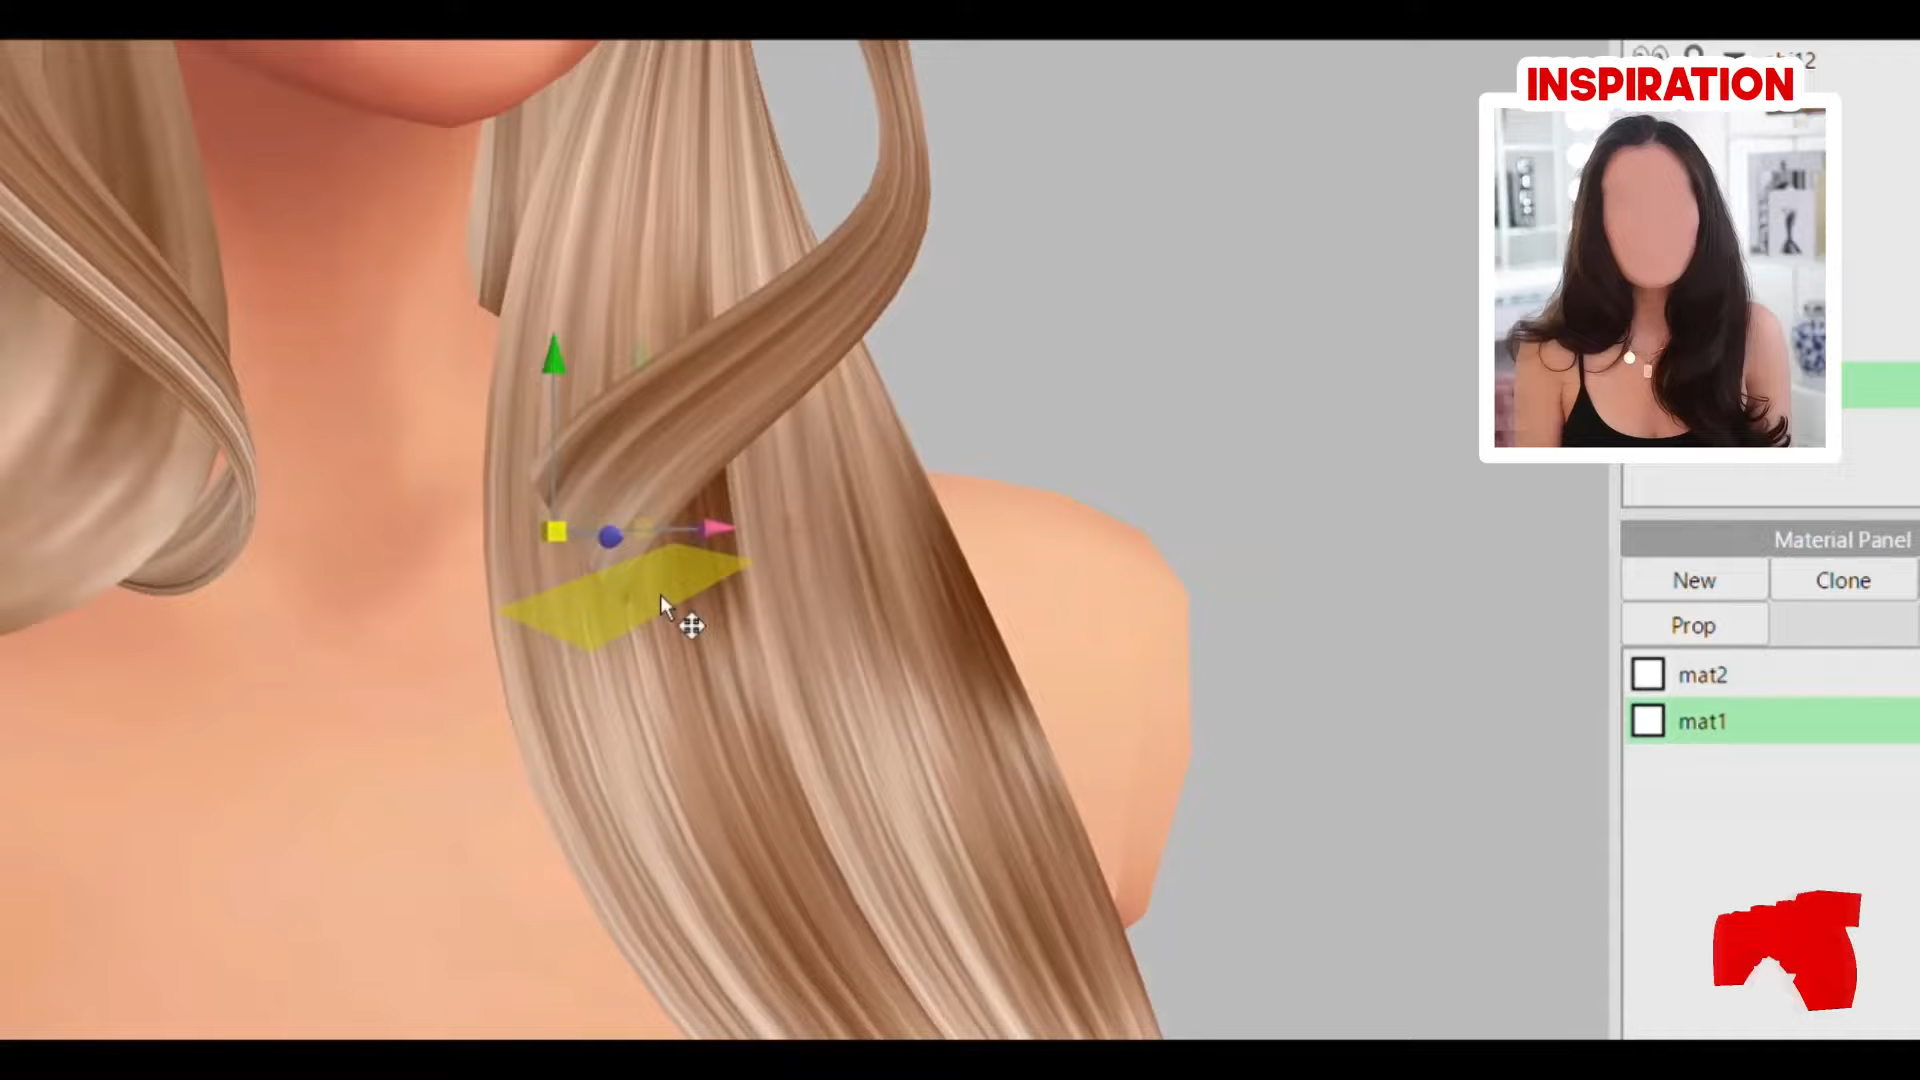 INSPIRATION
Material Panel
New Clone
Prop
mat2
mat1